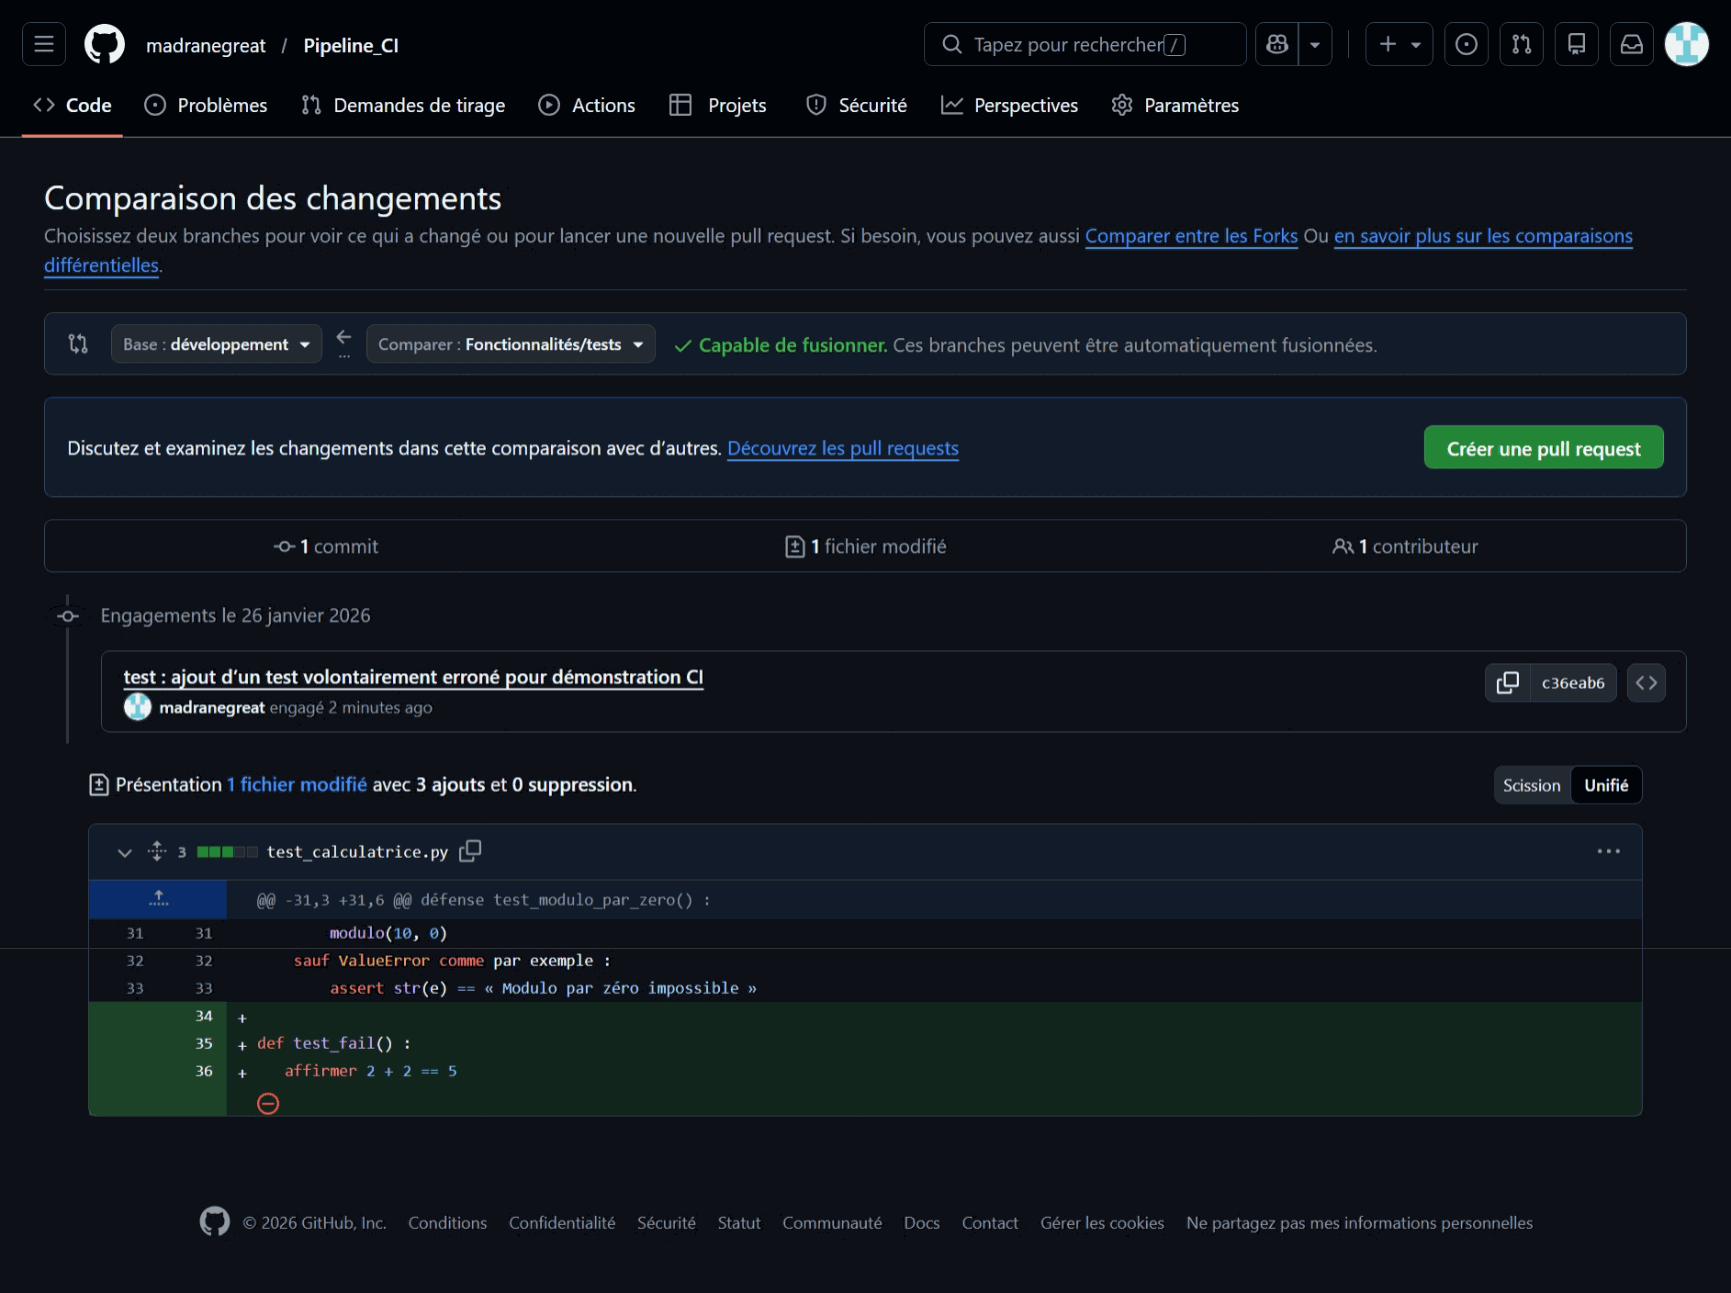 madranegreat / Pipeline_CI
Tapez pour rechercher /
Code Problèmes Demandes de tirage Actions Projets Sécurité Perspectives Paramètres
Comparaison des changements
Choisissez deux branches pour voir ce qui a changé ou pour lancer une nouvelle pull request. Si besoin, vous pouvez aussi Comparer entre les Forks Ou en savoir plus sur les comparaisons
différentielles.
Base : développement ... Comparer : Fonctionnalités/tests Capable de fusionner. Ces branches peuvent être automatiquement fusionnées.
Discutez et examinez les changements dans cette comparaison avec d’autres. Découvrez les pull requests Créer une pull request
1 commit 1 fichier modifié 1 contributeur
Engagements le 26 janvier 2026
test : ajout d’un test volontairement erroné pour démonstration CI
c36eab6
madranegreat engagé 2 minutes ago
Présentation 1 fichier modifié avec 3 ajouts et 0 suppression.
Scission Unifié
3 test_calculatrice.py
@@ -31,3 +31,6 @@ défense test_modulo_par_zero() :
31 31 modulo(10, 0)
32 32 sauf ValueError comme par exemple :
33 33 assert str(e) == « Modulo par zéro impossible »
34 +
35 + def test_fail() :
36 + affirmer 2 + 2 == 5
© 2026 GitHub, Inc. Conditions Confidentialité Sécurité Statut Communauté Docs Contact Gérer les cookies Ne partagez pas mes informations personnelles